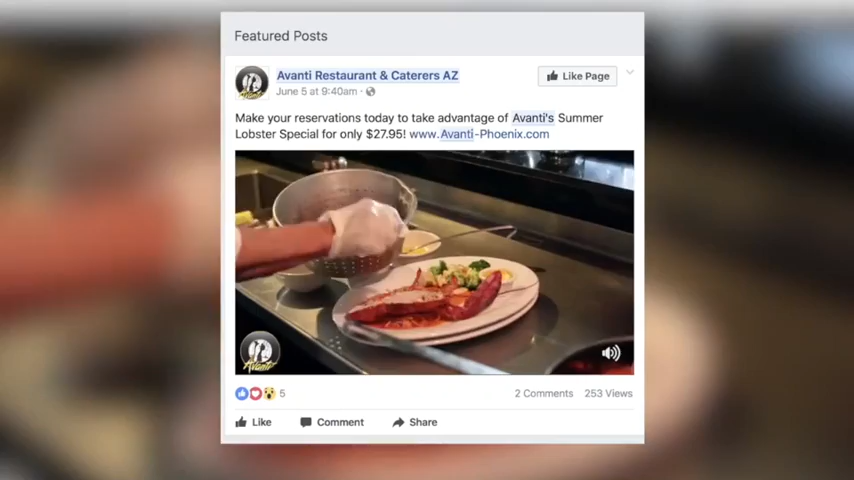 Featured Posts
Avanti Restaurant & Caterers AZ
Like Page
June 5 at 9:40am ·
Make your reservations today to take advantage of Avanti's Summer
Lobster Special for only $27.95! www.Avanti-Phoenix.com
Avanti
5
2 Comments 253 Views
Like Comment Share